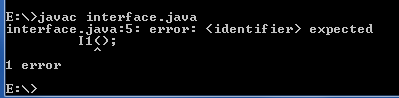 E:\>javac interface.java
interface.java:5: error: <identifier> expected
I1();
^
1 error
E:\>